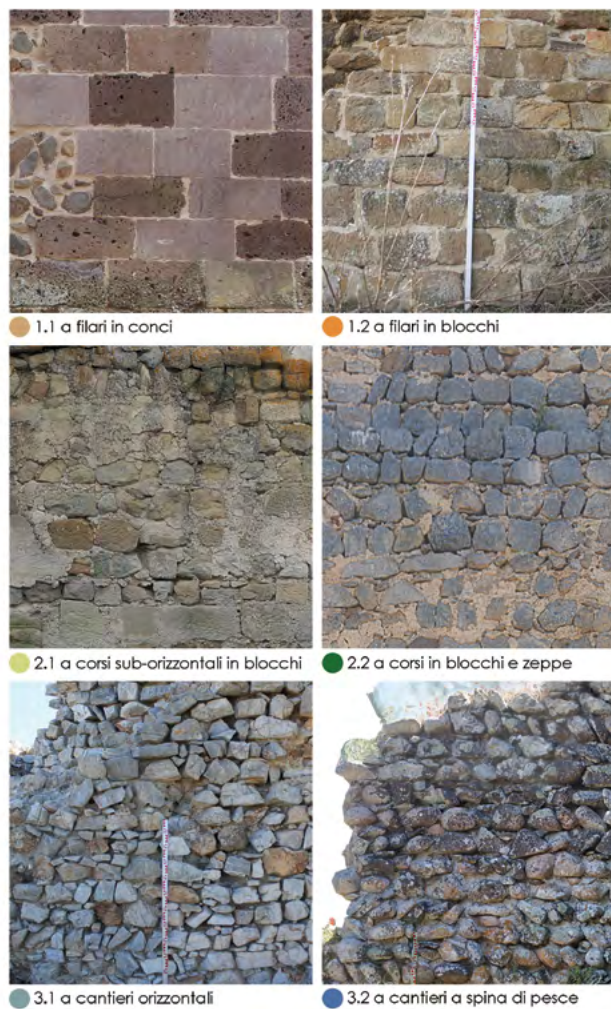 1.1 a filari in conci
1.2 a filari in blocchi
2.1 a corsi sub-orizzontali in blocchi
2.2 a corsi in blocchi e zeppe
3.1 a cantieri orizzontali
3.2 a cantieri a spina di pesce